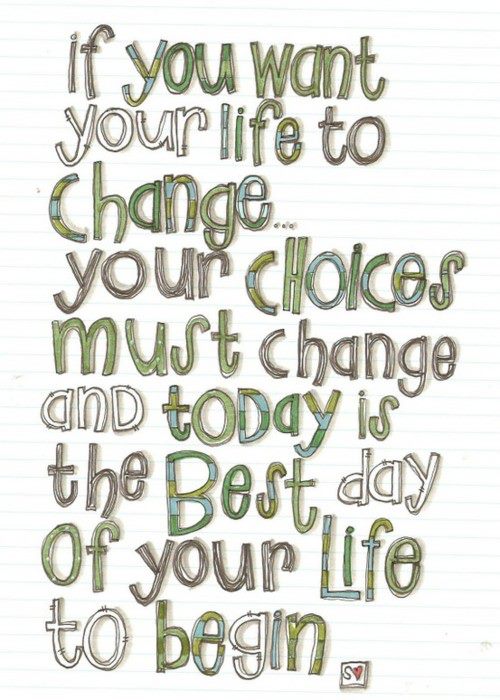 if you want
your life to
change...
your CHoices
must change
anD toDay is
the Best day
Of your Life
to begin.
S♥